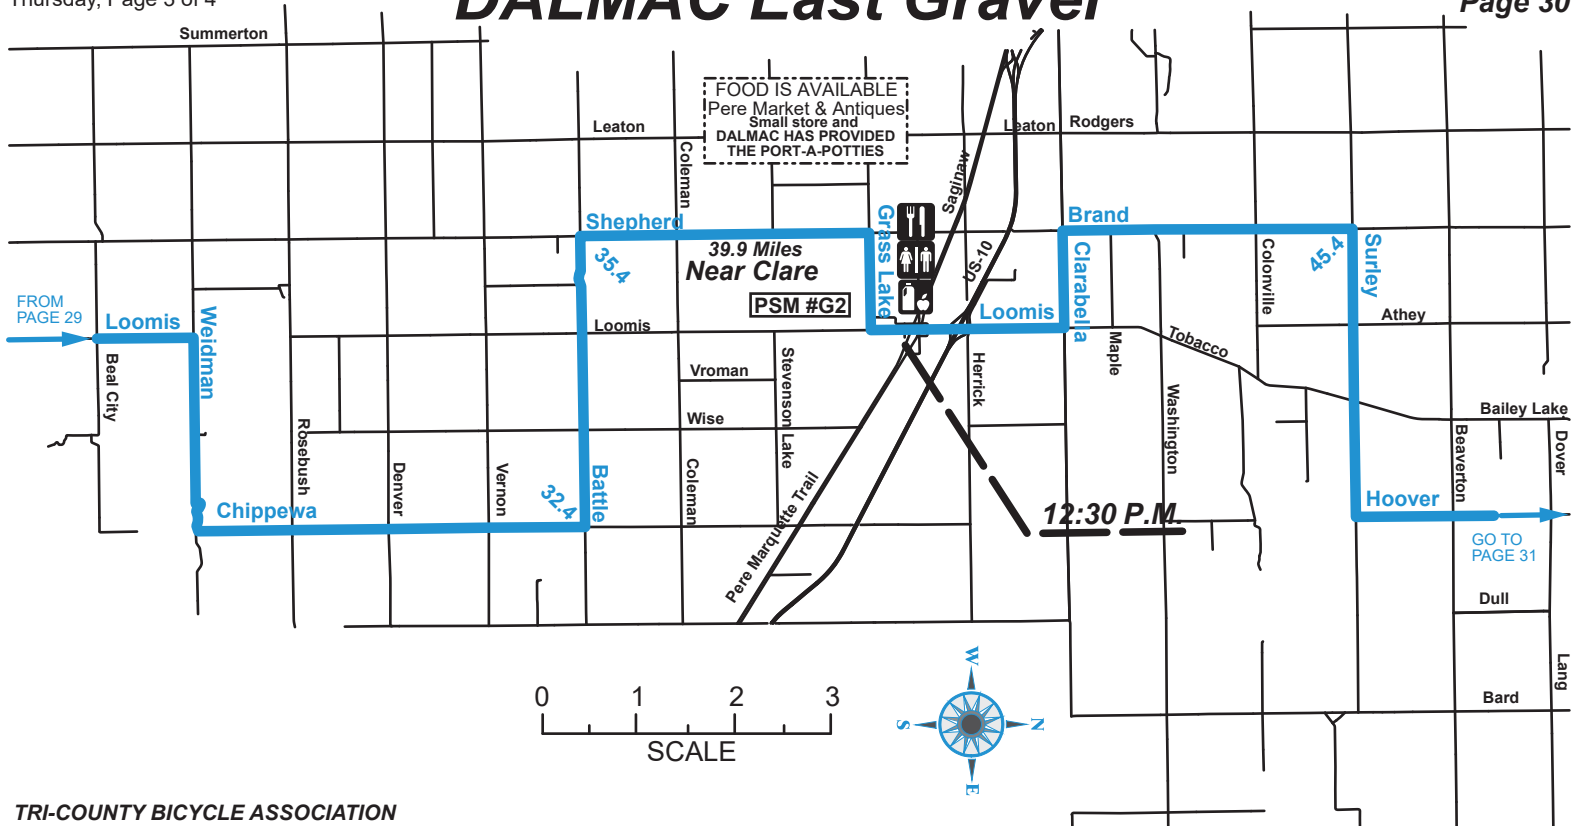 Thursday, Page 3 of 4
DALMAC East Gravel
Page 30
Summerton
FOOD IS AVAILABLE
Pere Market & Antiques
Small store and
DALMAC HAS PROVIDED
THE PORT-A-POTTIES
Leaton
Leaton
Rodgers
Coleman
Saginaw
Shepherd
Grass Lake
Brand
39.9 Miles
Near Clare
PSM #G2
35.4
US-10
Clarabella
Colonville
45.4
Surley
FROM
PAGE 29
Loomis
Weidman
Loomis
Loomis
Athey
Tobacco
Beal City
Vroman
Stevenson Lake
Herrick
Maple
Washington
Wise
Bailey Lake
Rosebush
Denver
Vernon
Battle
Coleman
Beaverton
Dover
32.4
Chippewa
Pere Marquette Trail
12:30 P.M.
Hoover
GO TO
PAGE 31
Dull
Lang
Bard
0 1 2 3
SCALE
W
S
N
E
TRI-COUNTY BICYCLE ASSOCIATION